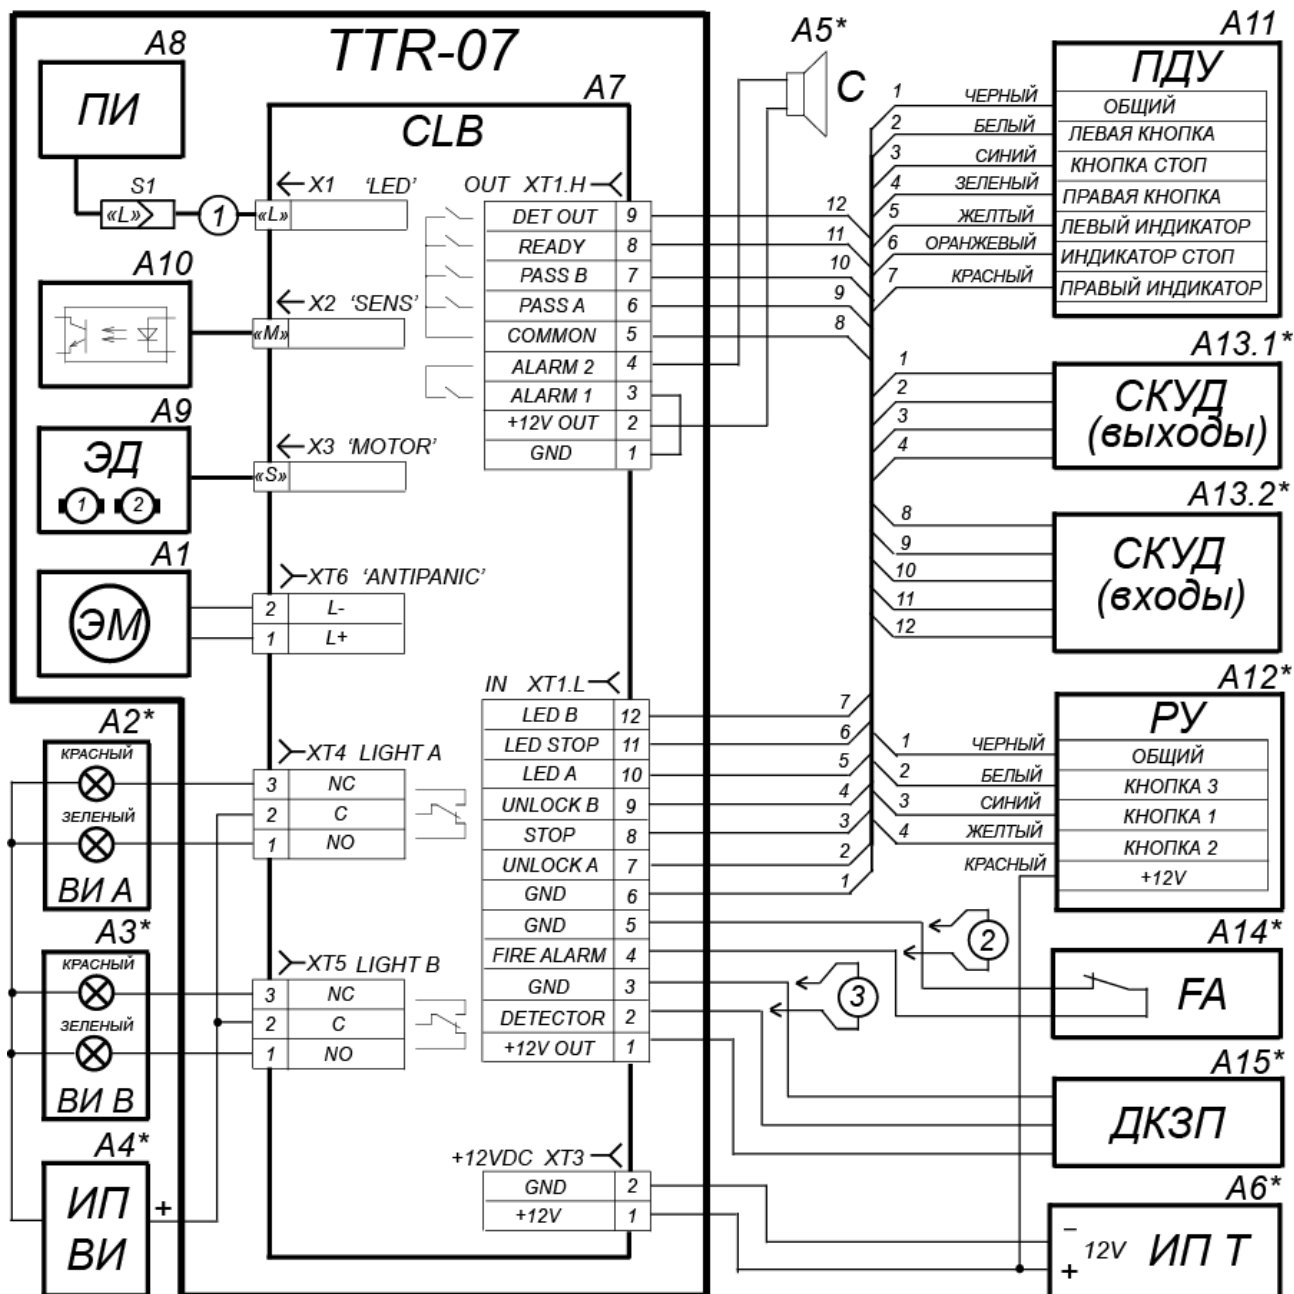 TTR-07
A8
ПИ
S1
«L»
1
A10
A9
ЭД
1 2
A1
ЭМ
A7
CLB
X1 'LED'
«L»
X2 'SENS'
«M»
X3 'MOTOR'
«S»
XT6 'ANTIPANIC'
2 L-
1 L+
OUT XT1.H
DET OUT 9
READY 8
PASS B 7
PASS A 6
COMMON 5
ALARM 2 4
ALARM 1 3
+12V OUT 2
GND 1
12
11
10
9
8
A5*
C
A11
ПДУ
1 ЧЕРНЫЙ ОБЩИЙ
2 БЕЛЫЙ ЛЕВАЯ КНОПКА
3 СИНИЙ КНОПКА СТОП
4 ЗЕЛЕНЫЙ ПРАВАЯ КНОПКА
5 ЖЕЛТЫЙ ЛЕВЫЙ ИНДИКАТОР
6 ОРАНЖЕВЫЙ ИНДИКАТОР СТОП
7 КРАСНЫЙ ПРАВЫЙ ИНДИКАТОР
A13.1*
СКУД
(выходы)
1
2
3
4
A13.2*
СКУД
(входы)
8
9
10
11
12
A2*
КРАСНЫЙ
ЗЕЛЕНЫЙ
ВИ А
XT4 LIGHT A
3 NC
2 C
1 NO
A3*
КРАСНЫЙ
ЗЕЛЕНЫЙ
ВИ В
XT5 LIGHT B
3 NC
2 C
1 NO
A4*
ИП
ВИ
+
IN XT1.L
LED B 12 7
LED STOP 11 6
LED A 10 5
UNLOCK B 9 4
STOP 8 3
UNLOCK A 7 2
GND 6 1
GND 5
FIRE ALARM 4
GND 3
DETECTOR 2
+12V OUT 1
2
3
+12VDC XT3
GND 2
+12V 1
A12*
РУ
1 ЧЕРНЫЙ ОБЩИЙ
2 БЕЛЫЙ КНОПКА 3
3 СИНИЙ КНОПКА 1
4 ЖЕЛТЫЙ КНОПКА 2
КРАСНЫЙ +12V
A14*
FA
A15*
ДКЗП
A6*
–
12V ИП Т
+